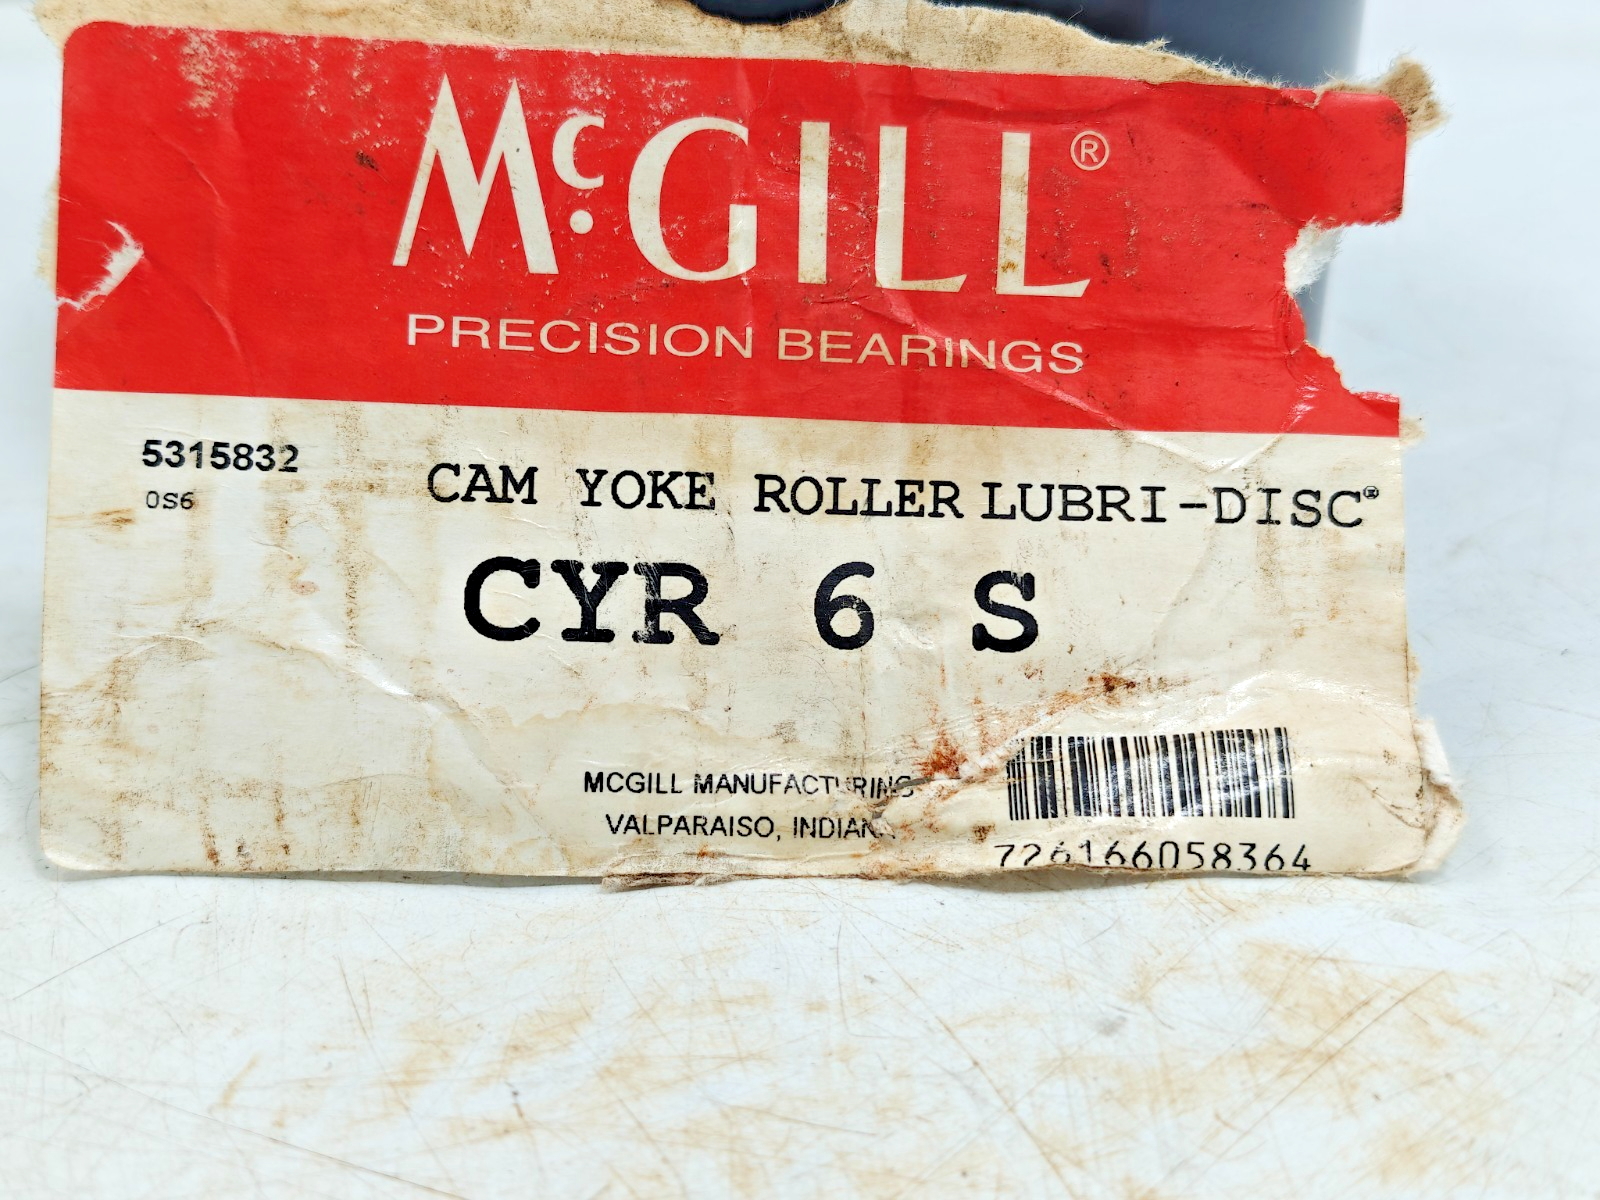 McGILL®
PRECISION BEARINGS
5315832
0S6
CAM YOKE ROLLER LUBRI-DISC®
CYR 6 S
MCGILL MANUFACTURING
VALPARAISO, INDIANA
726166058364